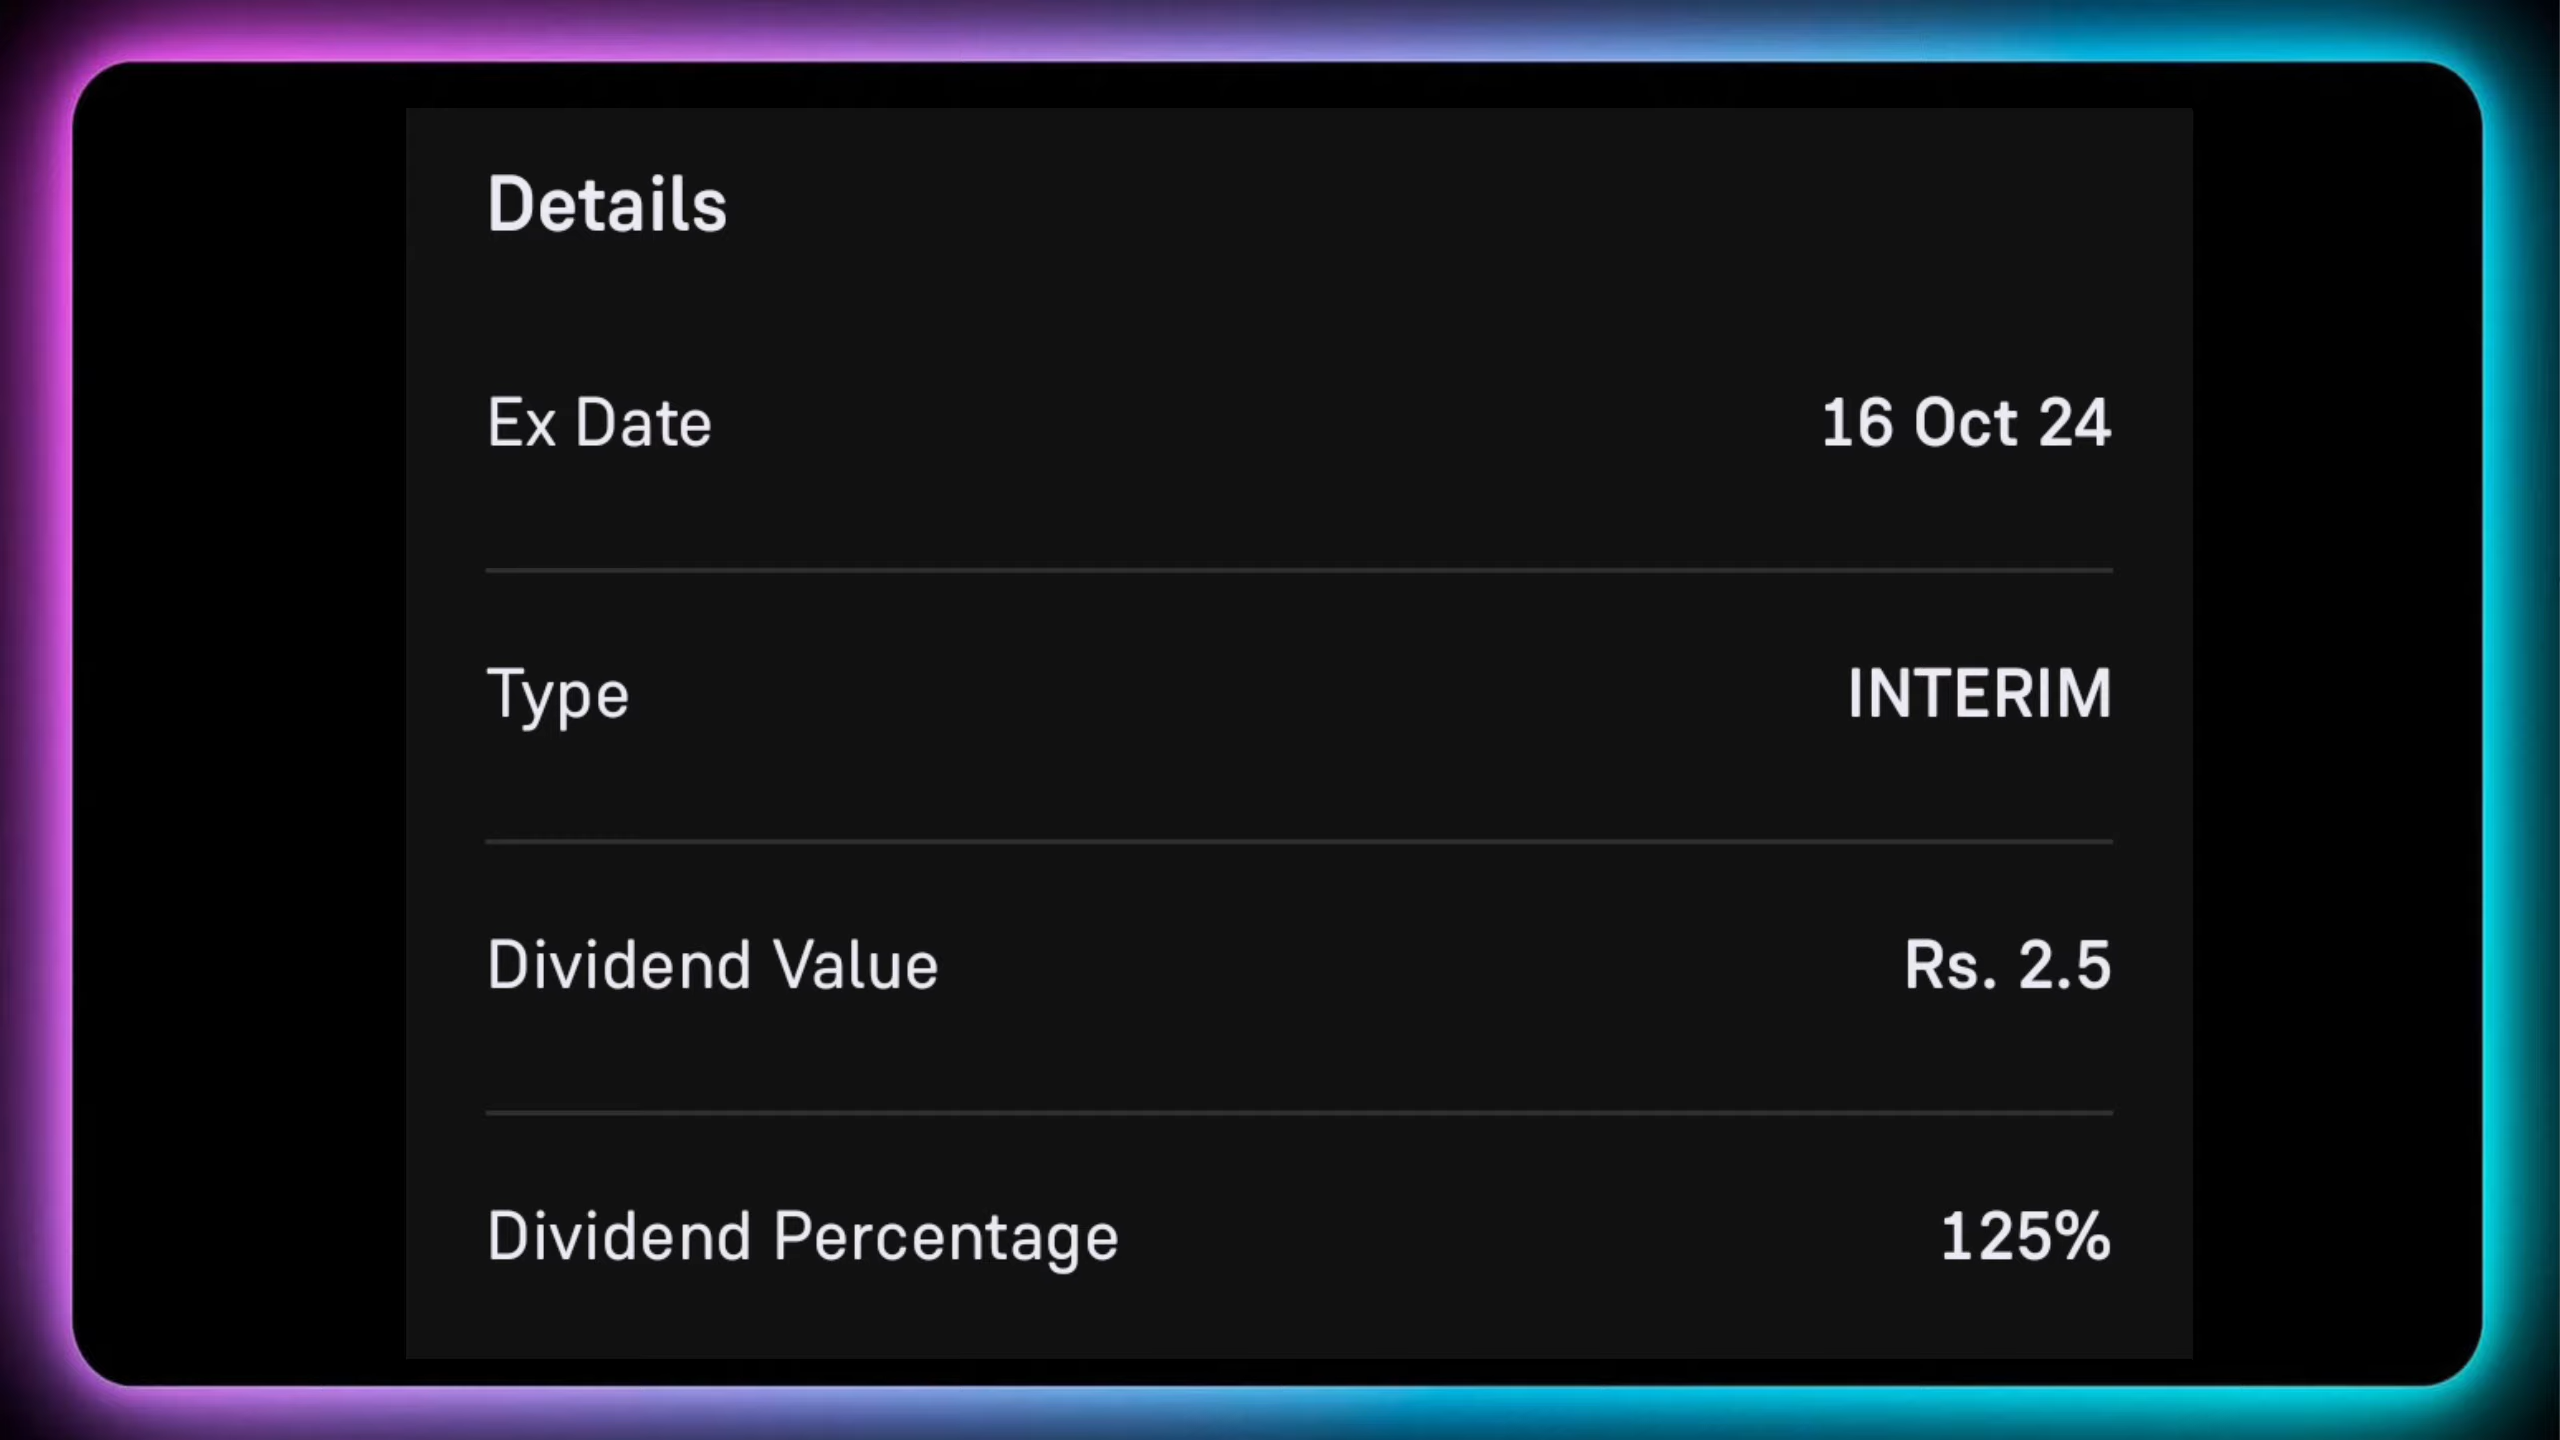 Details
Ex Date 16 Oct 24
Type INTERIM
Dividend Value Rs. 2.5
Dividend Percentage 125%